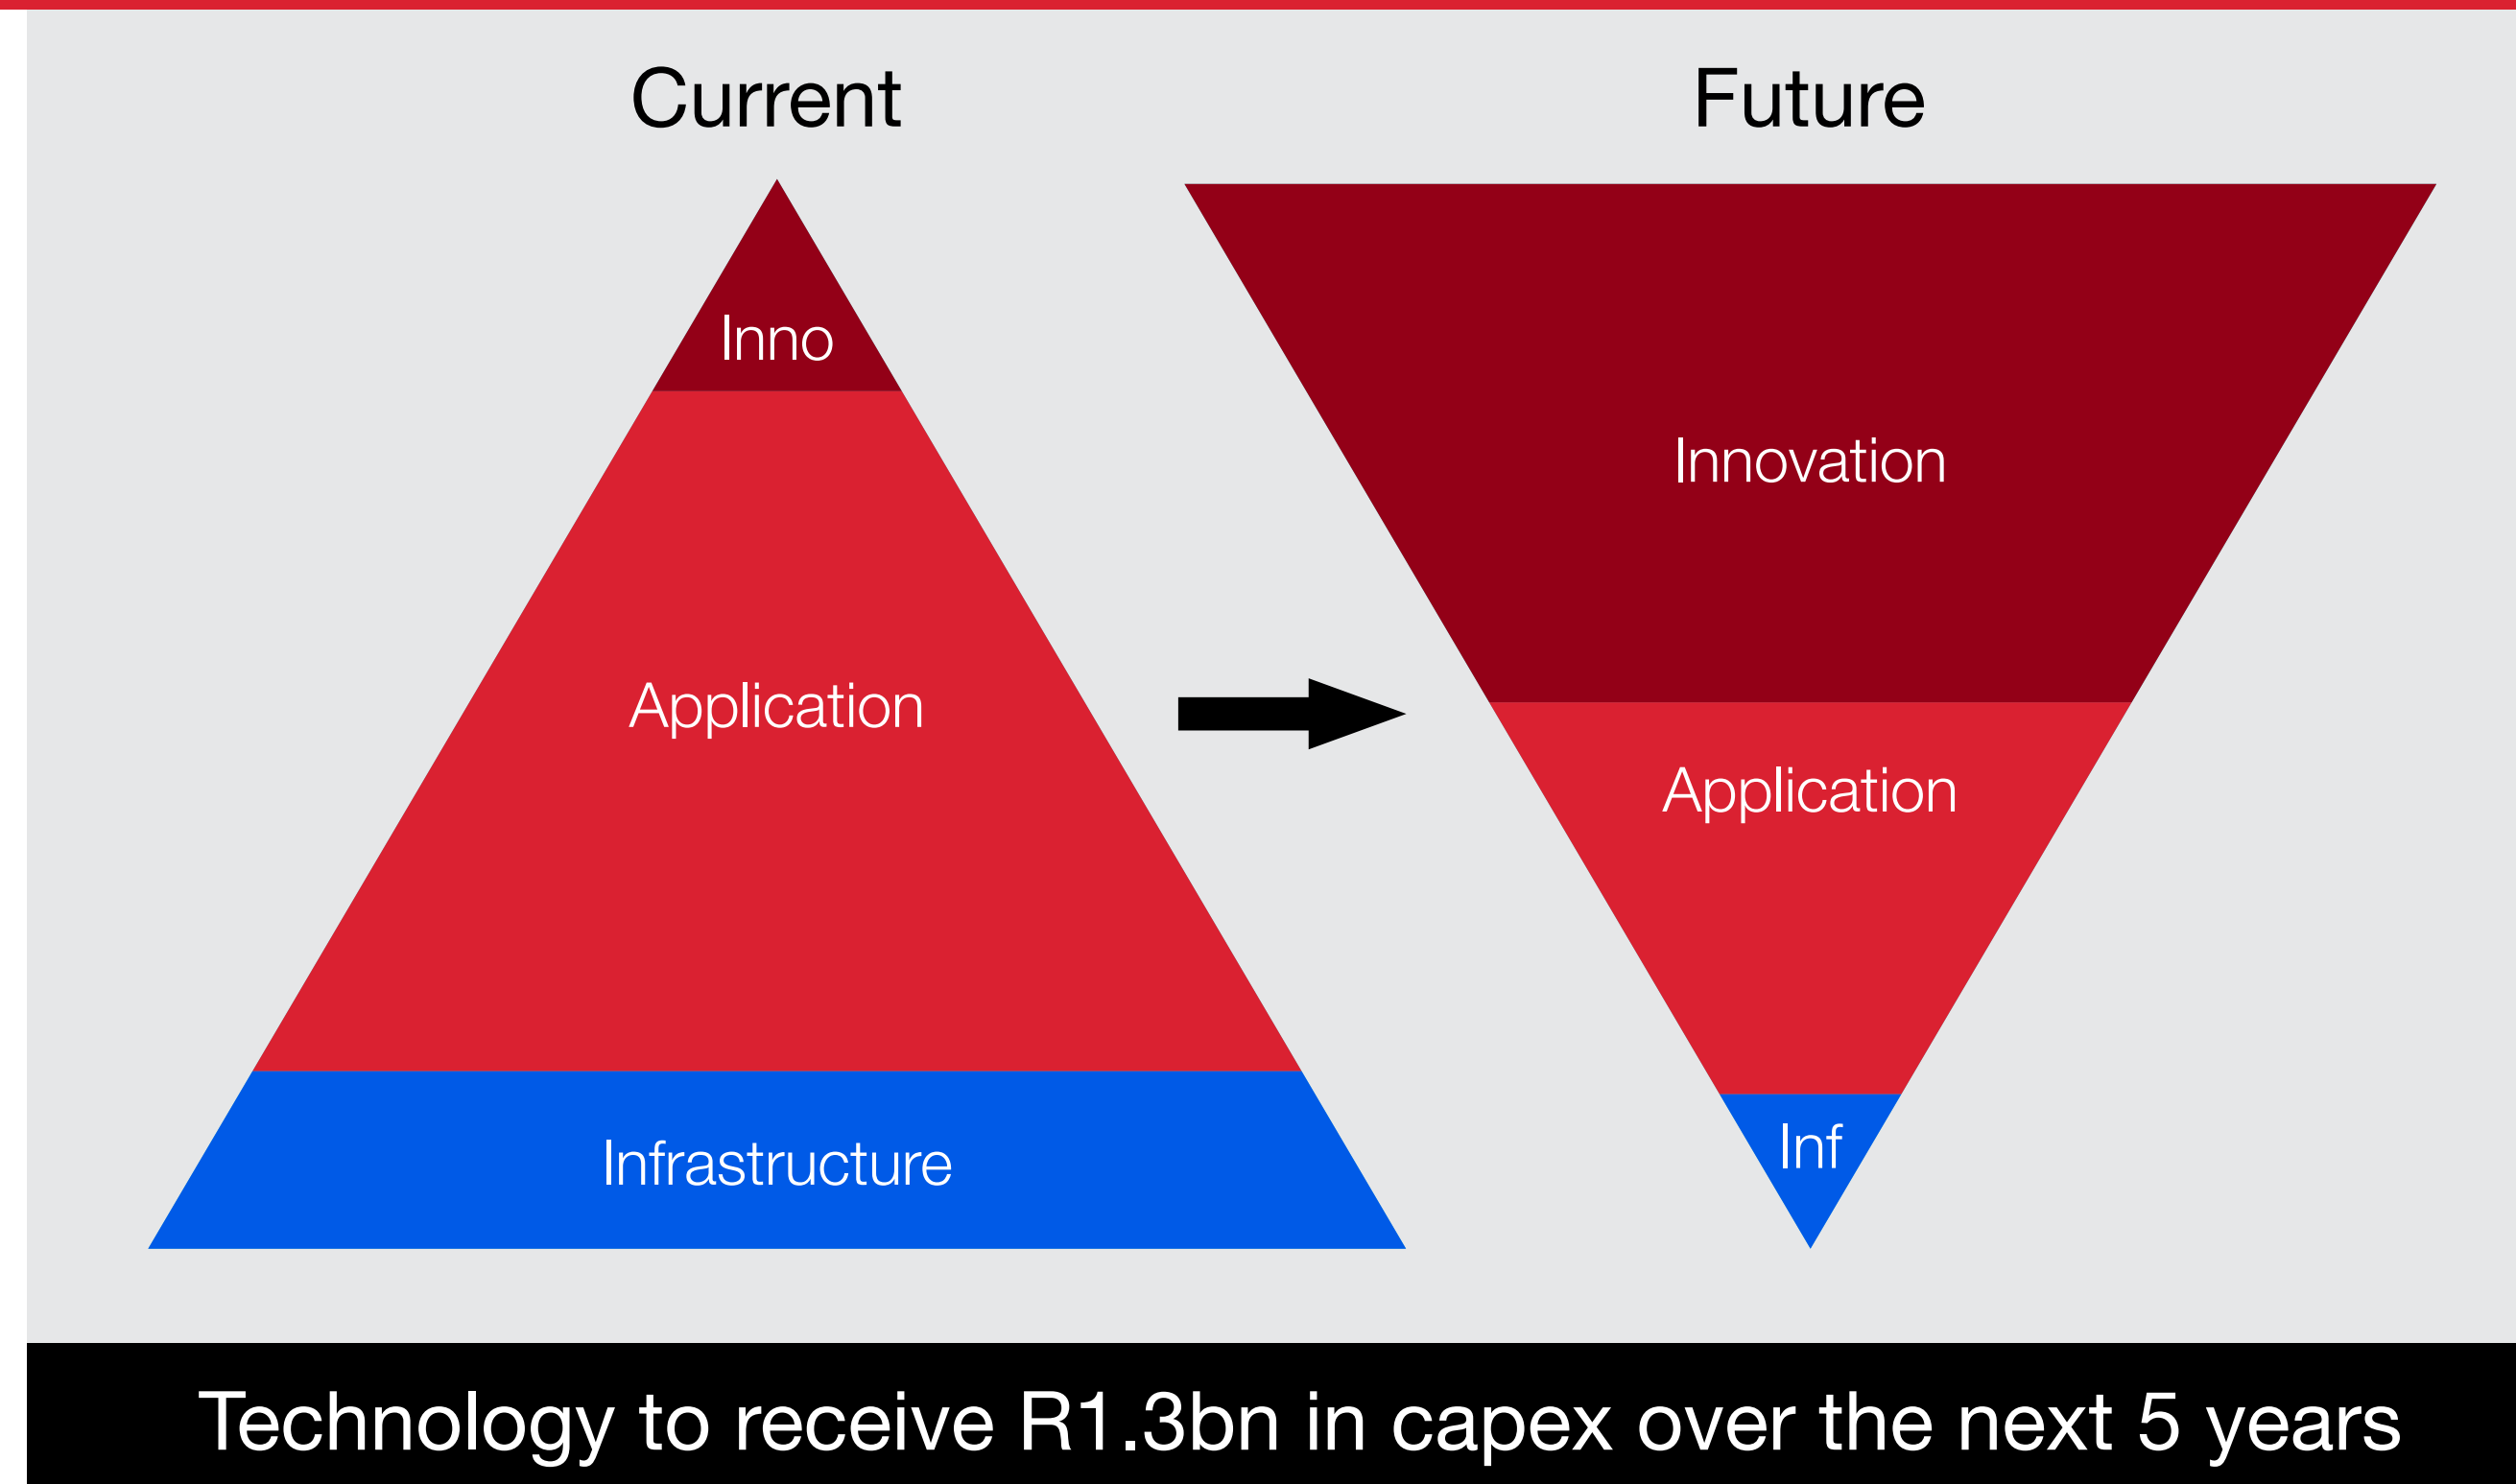 Current
Future
Inno
Application
Infrastructure
Innovation
Application
Inf
Technology to receive R1.3bn in capex over the next 5 years